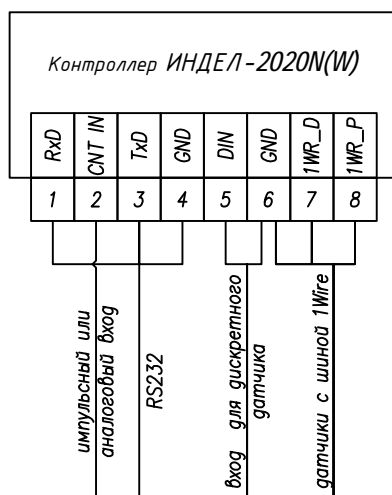 Контроллер ИНДЕЛ-2020N(W)
RxD
CNT IN
TxD
GND
DIN
GND
1WR_D
1WR_P
1 2 3 4 5 6 7 8
импульсный или
аналоговый вход
RS232
вход для дискретного
датчика
датчики с шиной 1Wire